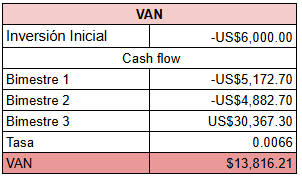 VAN
Inversión Inicial -US$6,000.00
Cash flow
Bimestre 1 -US$5,172.70
Bimestre 2 -US$4,882.70
Bimestre 3 US$30,367.30
Tasa 0.0066
VAN $13,816.21